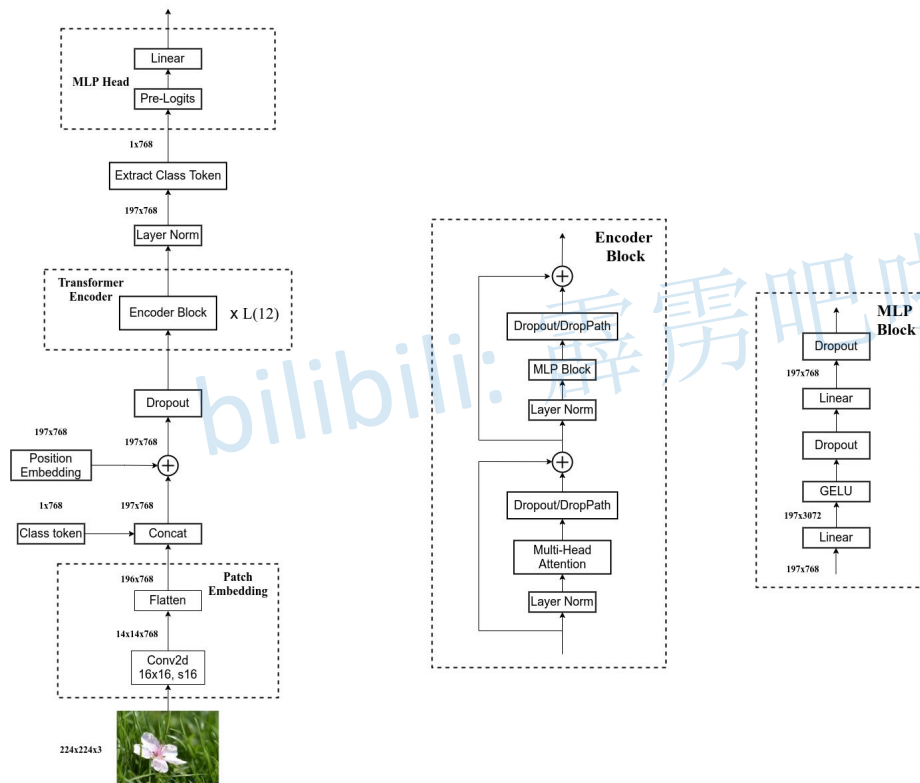 Linear
MLP Head
Pre-Logits
1x768
Extract Class Token
197x768
Layer Norm
Transformer
Encoder
Encoder Block
x L(12)
Dropout
197x768
197x768
Position
Embedding
1x768
197x768
Class token
Concat
196x768
Patch
Embedding
Flatten
14x14x768
Conv2d
16x16, s16
224x224x3
Encoder
Block
Dropout/DropPath
MLP Block
Layer Norm
Dropout/DropPath
Multi-Head
Attention
Layer Norm
MLP
Block
Dropout
197x768
Linear
Dropout
GELU
197x3072
Linear
197x768
bilibili: 霹雳吧啦